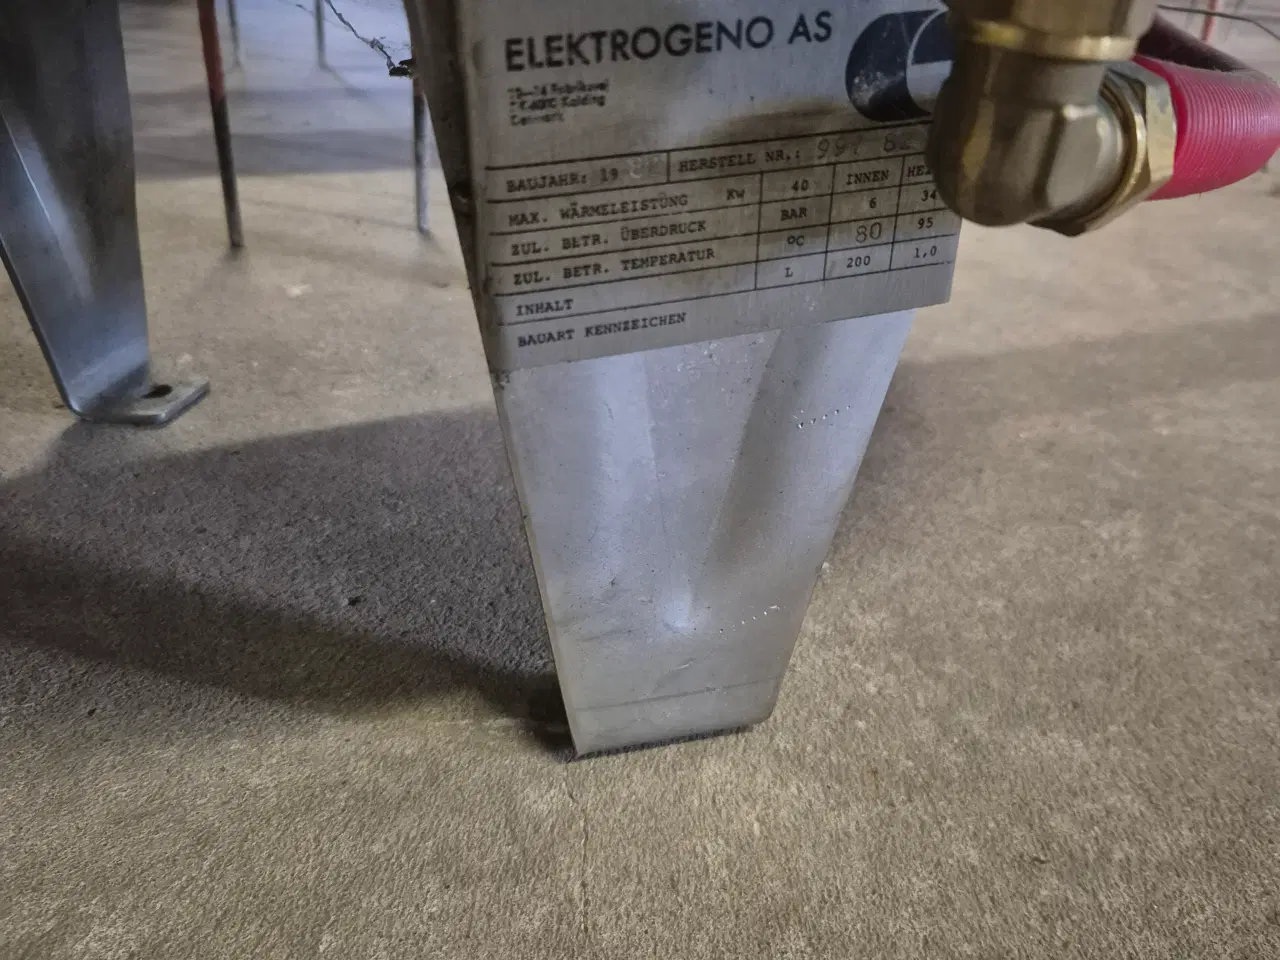 ELEKTROGENO AS
Kolding
BAUJAHR: 19 HERSTELL NR.: 997
MAX. WÄRMELEISTUNG Kw 40 INNEN
ZUL. BETR. ÜBERDRUCK BAR 6 34
ZUL. BETR. TEMPERATUR ºC 80 95
INHALT L 200 1,0
BAUART KENNZEICHEN